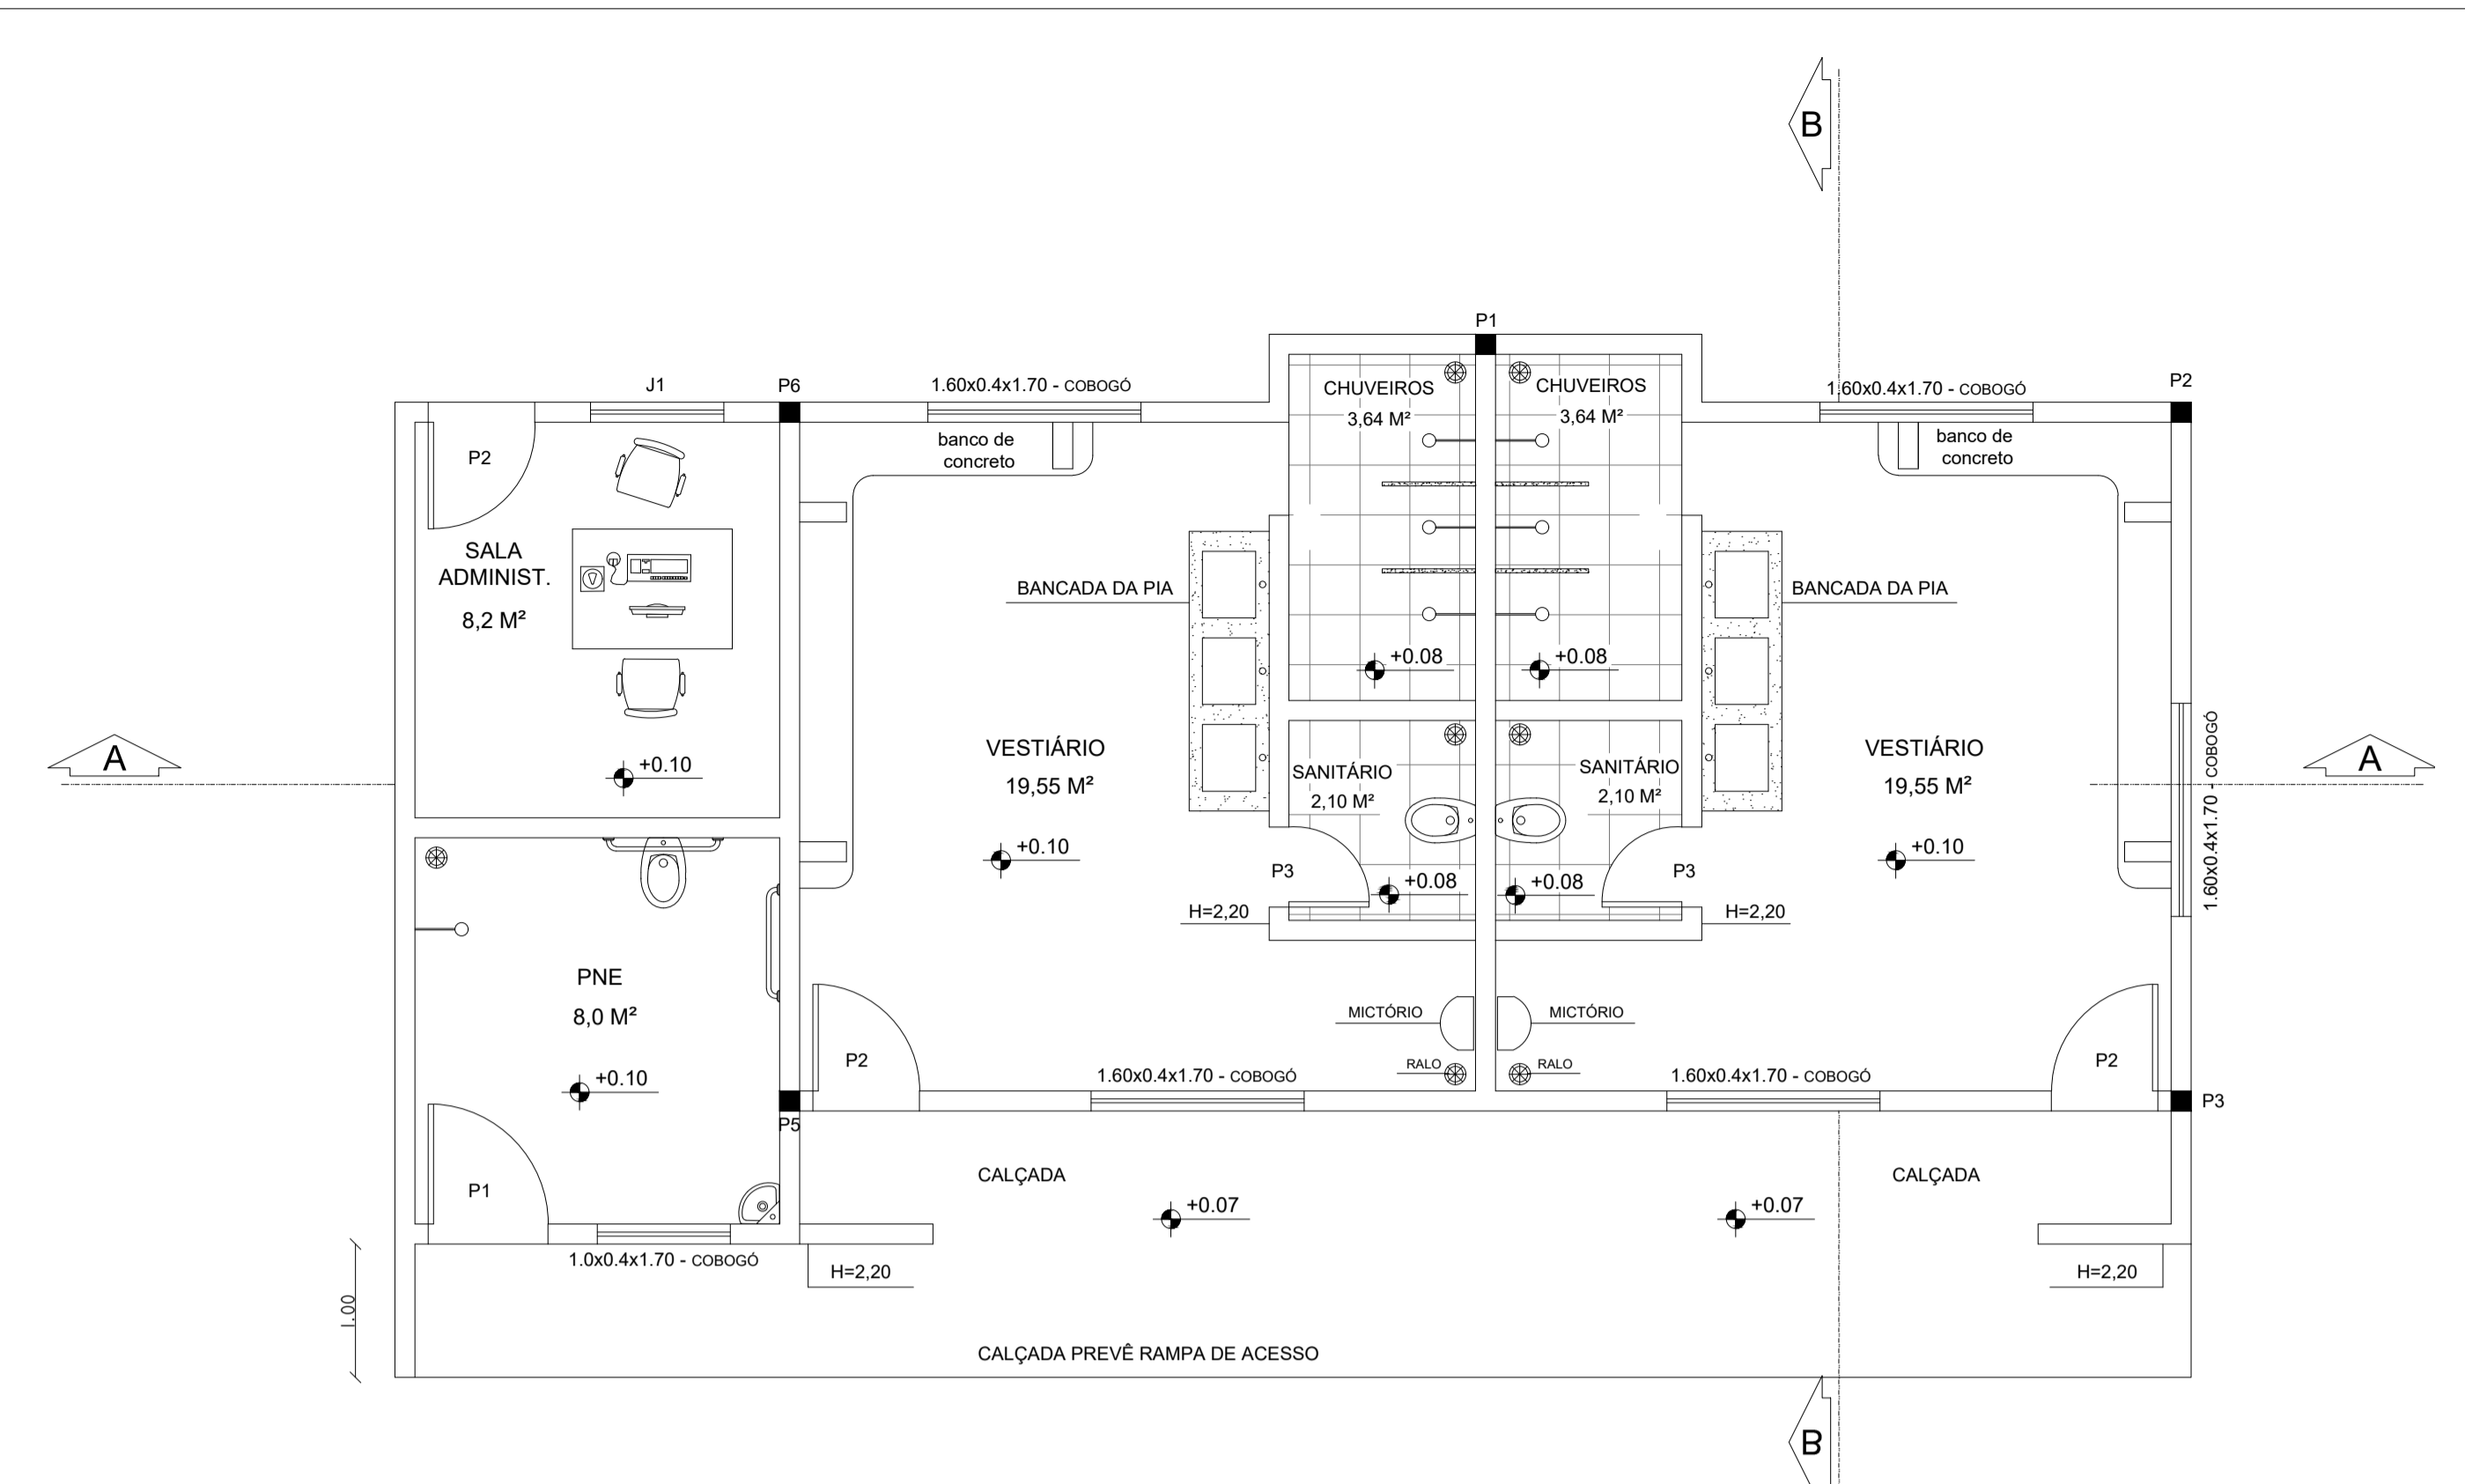 B
P1
J1
P6
1.60x0.4x1.70 - COBOGÓ
CHUVEIROS
3,64 M²
CHUVEIROS
3,64 M²
1.60x0.4x1.70 - COBOGÓ
P2
P2
banco de
concreto
banco de
concreto
SALA
ADMINIST.
8,2 M²
BANCADA DA PIA
BANCADA DA PIA
+0.08
+0.08
A
+0.10
VESTIÁRIO
19,55 M²
SANITÁRIO
2,10 M²
SANITÁRIO
2,10 M²
VESTIÁRIO
19,55 M²
1.60x0.4x1.70 - COBOGÓ
A
+0.10
+0.10
P3
+0.08
+0.08
P3
H=2,20
H=2,20
PNE
8,0 M²
MICTÓRIO
MICTÓRIO
P2
RALO
RALO
P2
+0.10
1.60x0.4x1.70 - COBOGÓ
1.60x0.4x1.70 - COBOGÓ
P3
P5
P1
CALÇADA
CALÇADA
+0.07
+0.07
1.0x0.4x1.70 - COBOGÓ
H=2,20
H=2,20
1.00
CALÇADA PREVÊ RAMPA DE ACESSO
B